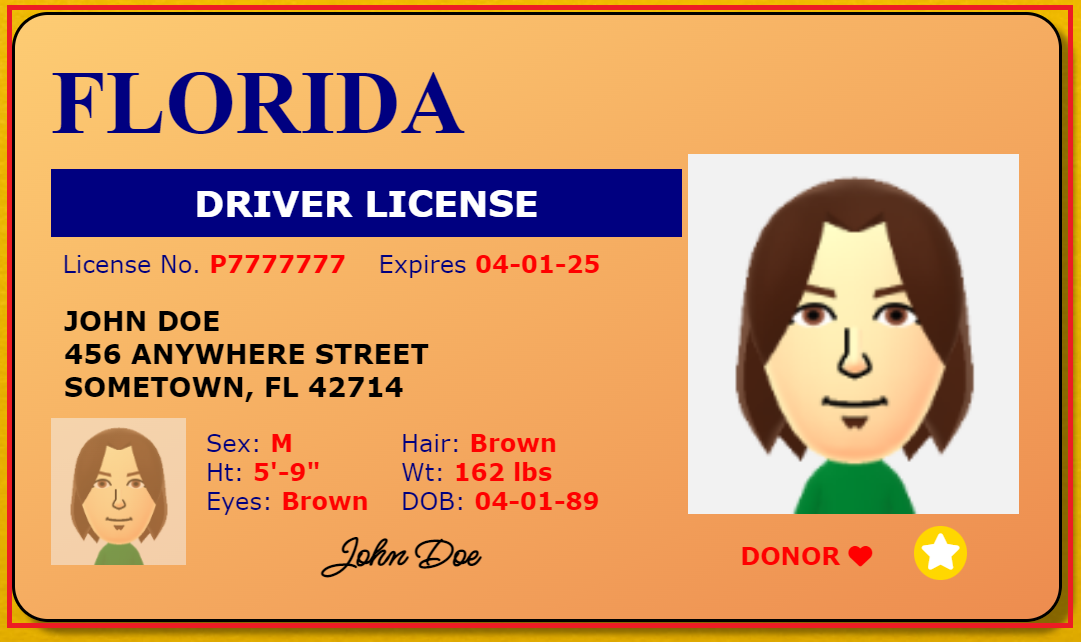 FLORIDA
DRIVER LICENSE
License No. P7777777 Expires 04-01-25
JOHN DOE
456 ANYWHERE STREET
SOMETOWN, FL 42714
Sex: M Hair: Brown
Ht: 5'-9" Wt: 162 lbs
Eyes: Brown DOB: 04-01-89
John Doe
DONOR